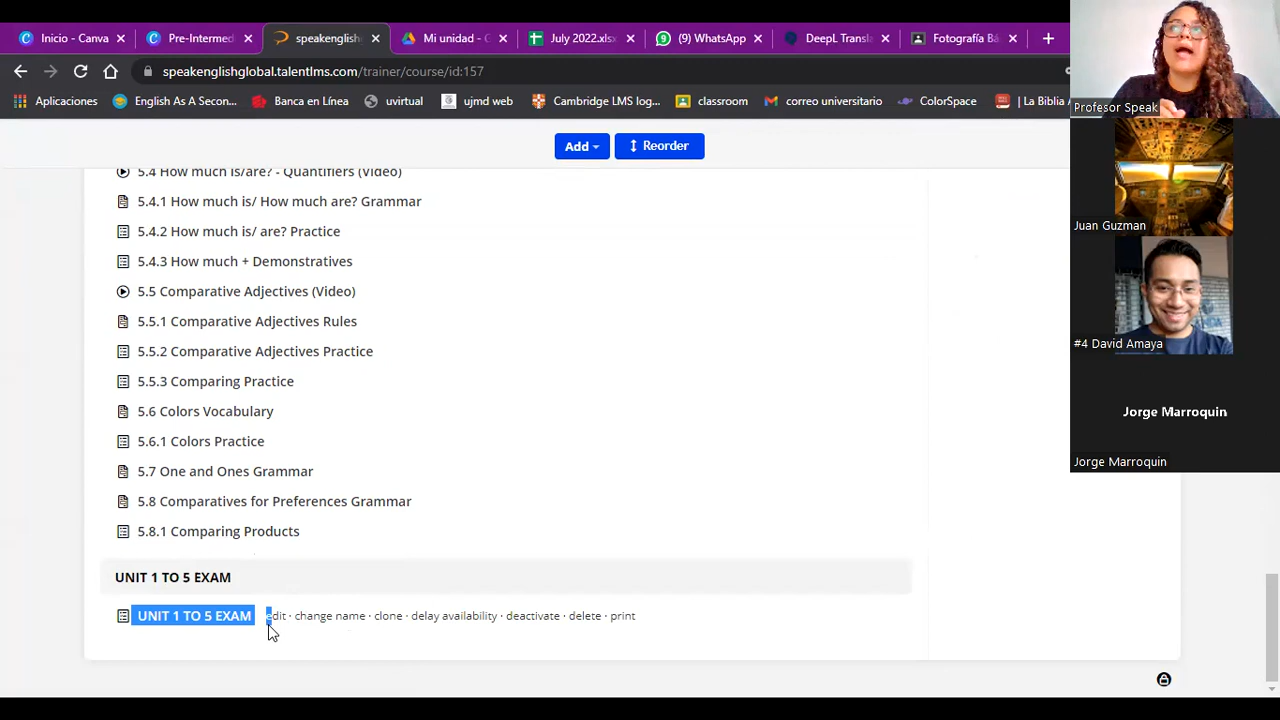 Inicio - Canva
Pre-Intermed
speakenglish
Mi unidad - G
July 2022.xls
(9) WhatsApp
DeepL Transla
Fotografía Bá
speakenglishglobal.talentlms.com/trainer/course/id:157
Aplicaciones
English As A Secon...
Banca en Línea
uvirtual
ujmd web
Cambridge LMS log...
classroom
correo universitario
ColorSpace
| La Biblia /
Add
Reorder
5.4 How much is/are? - Quantifiers (Video)
5.4.1 How much is/ How much are? Grammar
5.4.2 How much is/ are? Practice
5.4.3 How much + Demonstratives
5.5 Comparative Adjectives (Video)
5.5.1 Comparative Adjectives Rules
5.5.2 Comparative Adjectives Practice
5.5.3 Comparing Practice
5.6 Colors Vocabulary
5.6.1 Colors Practice
5.7 One and Ones Grammar
5.8 Comparatives for Preferences Grammar
5.8.1 Comparing Products
UNIT 1 TO 5 EXAM
UNIT 1 TO 5 EXAM edit · change name · clone · delay availability · deactivate · delete · print
Profesor Speak
Juan Guzman
#4 David Amaya
Jorge Marroquin
Jorge Marroquin